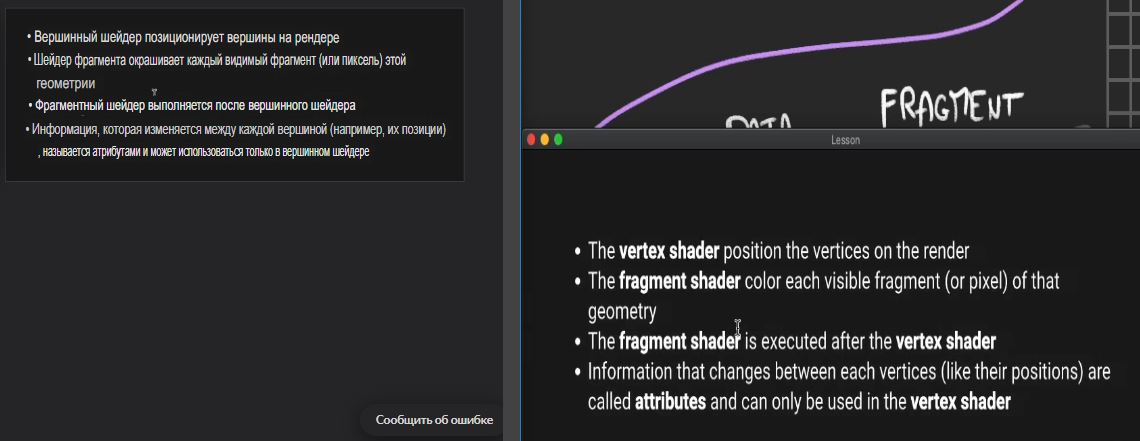 • Вершинный шейдер позиционирует вершины на рендере
• Шейдер фрагмента окрашивает каждый видимый фрагмент (или пиксель) этой
геометрии
• Фрагментный шейдер выполняется после вершинного шейдера
• Информация, которая изменяется между каждой вершиной (например, их позиции)
, называется атрибутами и может использоваться только в вершинном шейдере
Сообщить об ошибке
FRAGMENT
DATA
Lesson
• The vertex shader position the vertices on the render
• The fragment shader color each visible fragment (or pixel) of that
geometry
• The fragment shader is executed after the vertex shader
• Information that changes between each vertices (like their positions) are
called attributes and can only be used in the vertex shader